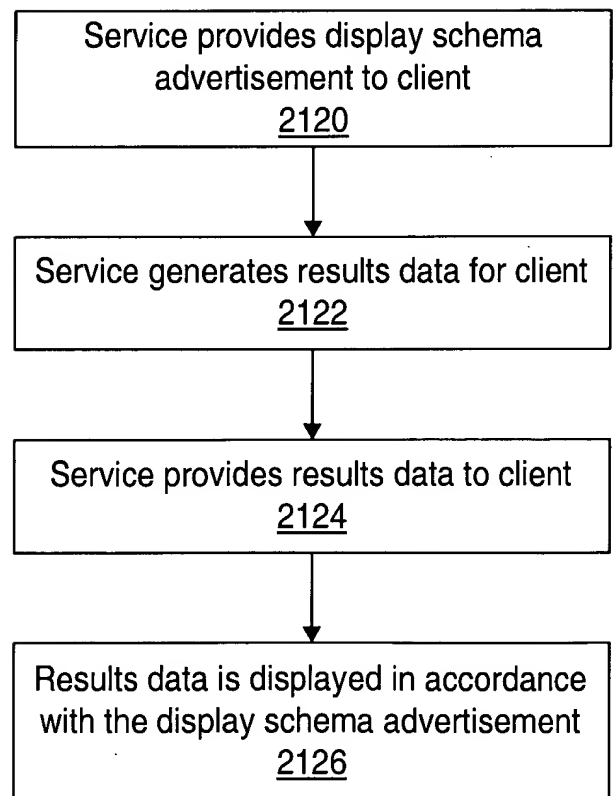 Service provides display schema
advertisement to client
2120
Service generates results data for client
2122
Service provides results data to client
2124
Results data is displayed in accordance
with the display schema advertisement
2126